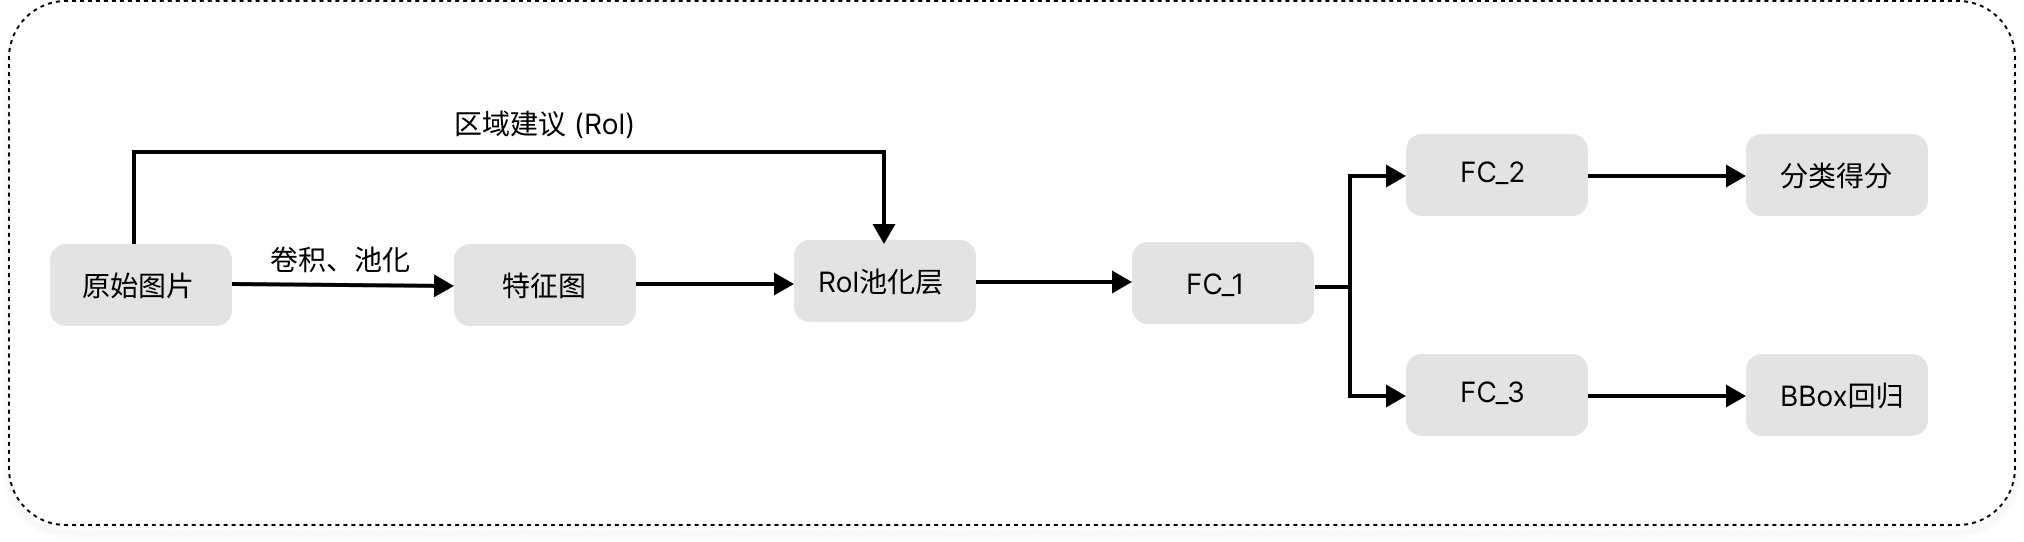 区域建议 (RoI)
原始图片
卷积、池化
特征图
RoI池化层
FC_1
FC_2
分类得分
FC_3
BBox回归